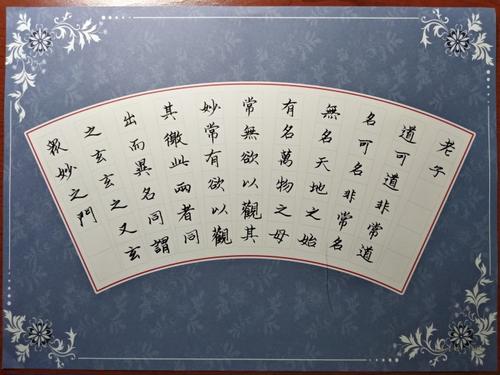 老子
道可道非常道
名可名非常名
無名天地之始
有名萬物之母
常無欲以觀其
妙常有欲以觀
其徼此兩者同
出而異名同謂
之玄玄之又玄
眾妙之門